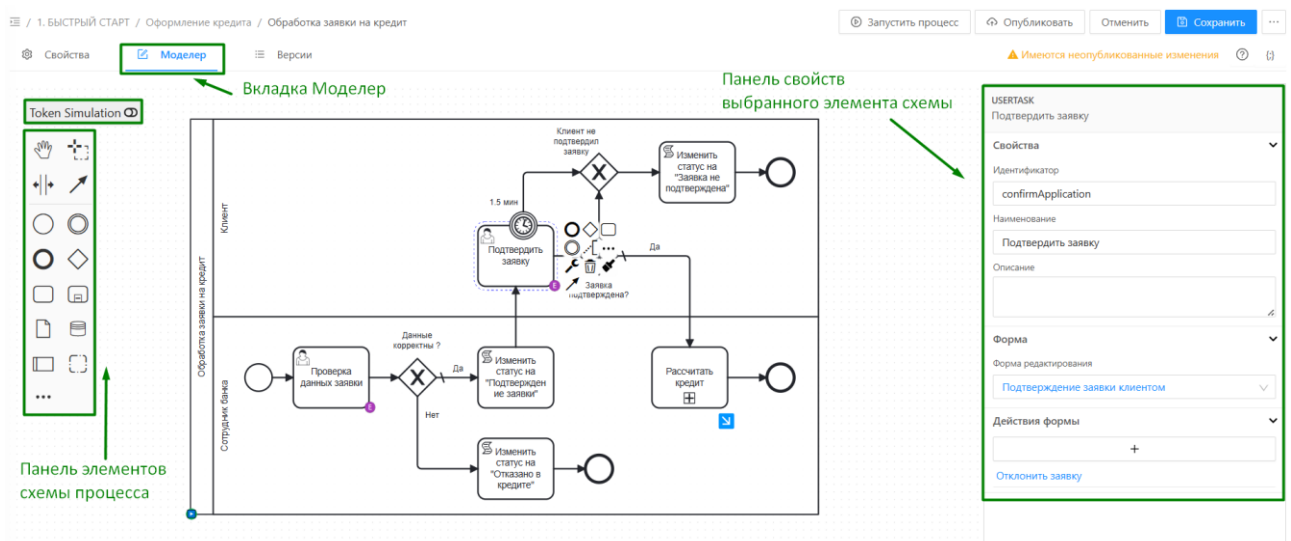 / 1. БЫСТРЫЙ СТАРТ / Оформление кредита / Обработка заявки на кредит
Запустить процесс
Опубликовать
Отменить
Сохранить
Свойства
Моделер
Версии
Имеются неопубликованные изменения
Вкладка Моделер
Панель свойств
выбранного элемента схемы
Token Simulation
Обработка заявки на кредит
Клиент
Клиент не
подтвердил
заявку
Изменить
статус на
"Заявка не
подтверждена"
1.5 мин
Подтвердить
заявку
E
Да
Заявка
подтверждена?
Сотрудник банка
Проверка
данных заявки
E
Данные
корректны ?
Да
Нет
Изменить
статус на
"Подтвержден
ие заявки"
Рассчитать
кредит
Изменить
статус на
"Отказано в
кредите"
Панель элементов
схемы процесса
USERTASK
Подтвердить заявку
Свойства
Идентификатор
confirmApplication
Наименование
Подтвердить заявку
Описание
Форма
Форма редактирования
Подтверждение заявки клиентом
Действия формы
+
Отклонить заявку